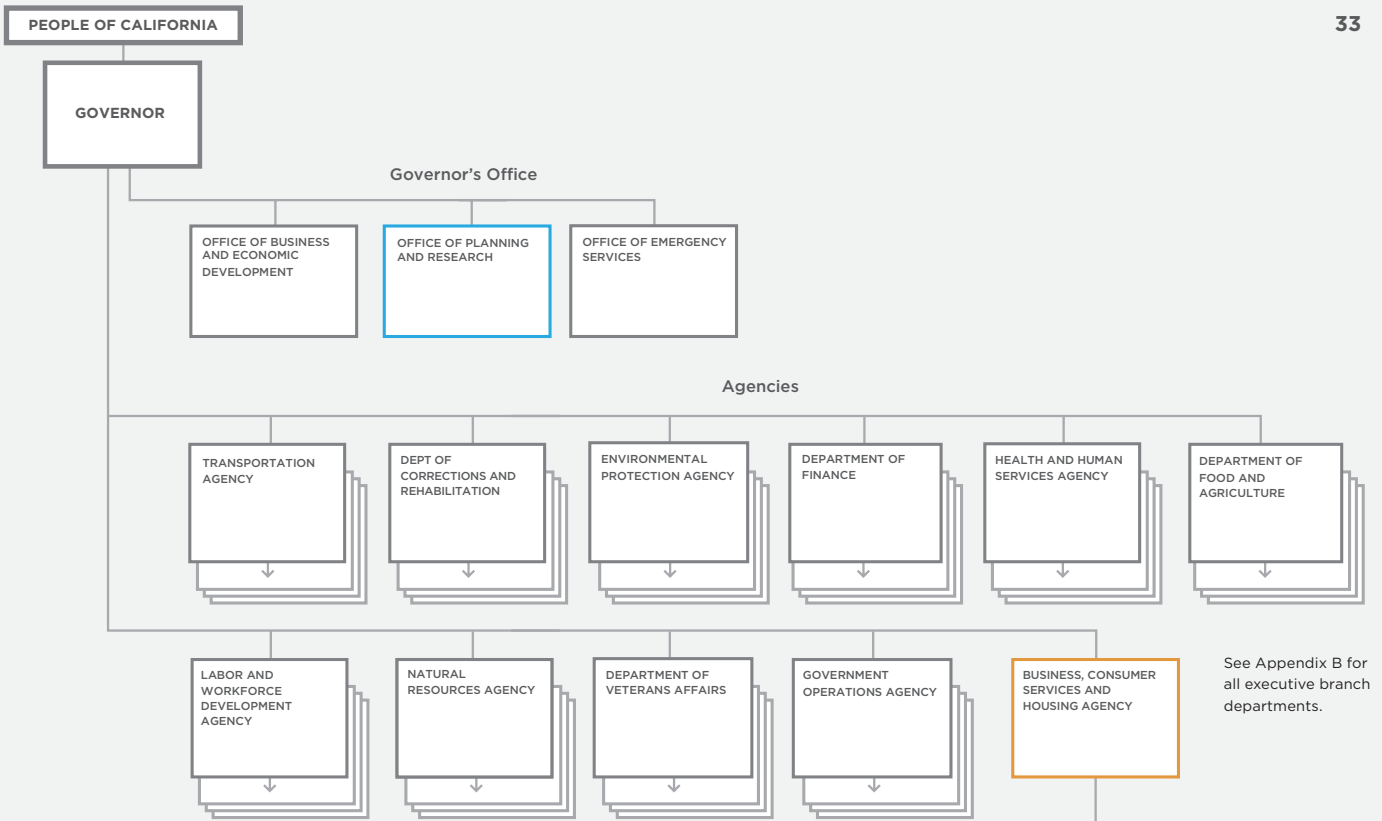 PEOPLE OF CALIFORNIA
33
GOVERNOR
Governor's Office
OFFICE OF BUSINESS
AND ECONOMIC
DEVELOPMENT
OFFICE OF PLANNING
AND RESEARCH
OFFICE OF EMERGENCY
SERVICES
Agencies
TRANSPORTATION
AGENCY
DEPT OF
CORRECTIONS AND
REHABILITATION
ENVIRONMENTAL
PROTECTION AGENCY
DEPARTMENT OF
FINANCE
HEALTH AND HUMAN
SERVICES AGENCY
DEPARTMENT OF
FOOD AND
AGRICULTURE
LABOR AND
WORKFORCE
DEVELOPMENT
AGENCY
NATURAL
RESOURCES AGENCY
DEPARTMENT OF
VETERANS AFFAIRS
GOVERNMENT
OPERATIONS AGENCY
BUSINESS, CONSUMER
SERVICES AND
HOUSING AGENCY
See Appendix B for
all executive branch
departments.